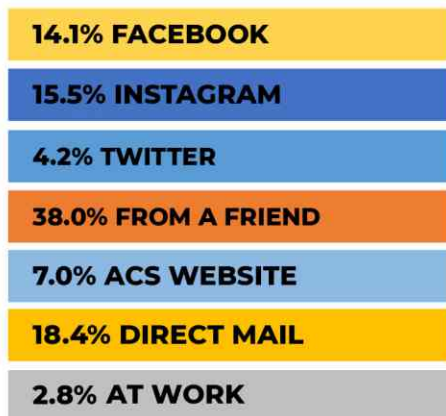 14.1% FACEBOOK
15.5% INSTAGRAM
4.2% TWITTER
38.0% FROM A FRIEND
7.0% ACS WEBSITE
18.4% DIRECT MAIL
2.8% AT WORK